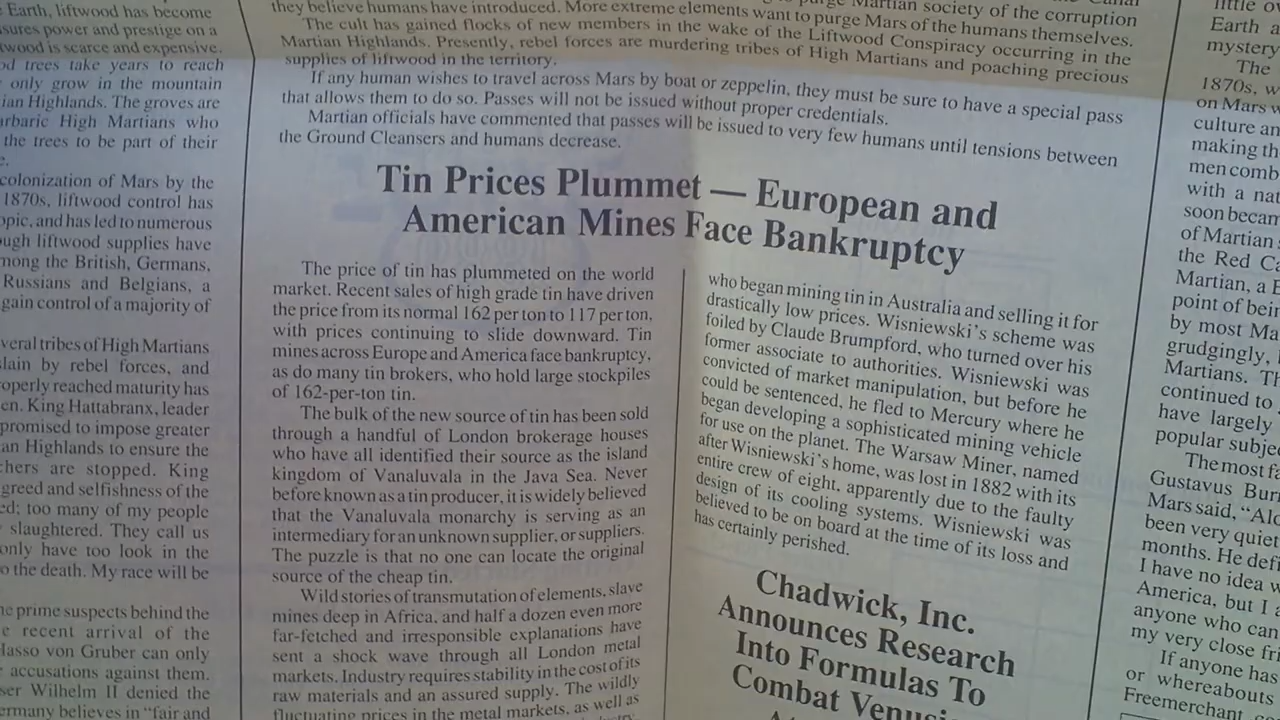 Earth, liftwood has become
sures power and prestige on a
wood is scarce and expensive.
od trees take years to reach
only grow in the mountain
ian Highlands. The groves are
arbaric High Martians who
the trees to be part of their
colonization of Mars by the
1870s, liftwood control has
opic, and has led to numerous
ough liftwood supplies have
mong the British, Germans,
Russians and Belgians, a
gain control of a majority of
veral tribes of High Martians
slain by rebel forces, and
roperly reached maturity has
en. King Hattabranx, leader
promised to impose greater
an Highlands to ensure the
chers are stopped. King
greed and selfishness of the
ed; too many of my people
slaughtered. They call us
only have too look in the
o the death. My race will be
he prime suspects behind the
e recent arrival of the
Hasso von Gruber can only
accusations against them.
ser Wilhelm II denied the
ermany believes in "fair and
Martian society of the corruption
they believe humans have introduced. More extreme elements want to purge Mars of the humans themselves.
The cult has gained flocks of new members in the wake of the Liftwood Conspiracy occurring in the
Martian Highlands. Presently, rebel forces are murdering tribes of High Martians and poaching precious
supplies of liftwood in the territory.
If any human wishes to travel across Mars by boat or zeppelin, they must be sure to have a special pass
that allows them to do so. Passes will not be issued without proper credentials.
Martian officials have commented that passes will be issued to very few humans until tensions between
the Ground Cleansers and humans decrease.
Tin Prices Plummet — European and
American Mines Face Bankruptcy
The price of tin has plummeted on the world
market. Recent sales of high grade tin have driven
the price from its normal 162 per ton to 117 per ton,
with prices continuing to slide downward. Tin
mines across Europe and America face bankruptcy,
as do many tin brokers, who hold large stockpiles
of 162-per-ton tin.
The bulk of the new source of tin has been sold
through a handful of London brokerage houses
who have all identified their source as the island
kingdom of Vanaluvala in the Java Sea. Never
before known as a tin producer, it is widely believed
that the Vanaluvala monarchy is serving as an
intermediary for an unknown supplier, or suppliers.
The puzzle is that no one can locate the original
source of the cheap tin.
Wild stories of transmutation of elements, slave
mines deep in Africa, and half a dozen even more
far-fetched and irresponsible explanations have
sent a shock wave through all London metal
markets. Industry requires stability in the cost of its
raw materials and an assured supply. The wildly
fluctuating prices in the metal markets, as well as
who began mining tin in Australia and selling it for
drastically low prices. Wisniewski's scheme was
foiled by Claude Brumpford, who turned over his
former associate to authorities. Wisniewski was
convicted of market manipulation, but before he
could be sentenced, he fled to Mercury where he
began developing a sophisticated mining vehicle
for use on the planet. The Warsaw Miner, named
after Wisniewski's home, was lost in 1882 with its
entire crew of eight, apparently due to the faulty
design of its cooling systems. Wisniewski was
believed to be on board at the time of its loss and
has certainly perished.
Chadwick, Inc.
Announces Research
Into Formulas To
Combat Venusi
little ov
Earth a
mystery
The
1870s, w
on Mars w
culture an
making th
men comb
with a nat
soon becam
of Martian
the Red Ca
Martian, a B
point of bein
by most Ma
grudgingly,
Martians. Th
continued to
have largely
popular subje
The most fa
Gustavus Bur
Mars said, "Alo
been very quiet
months. He defi
I have no idea w
America, but I
anyone who can
my very close fri
If anyone has
or whereabouts
Freemerchant